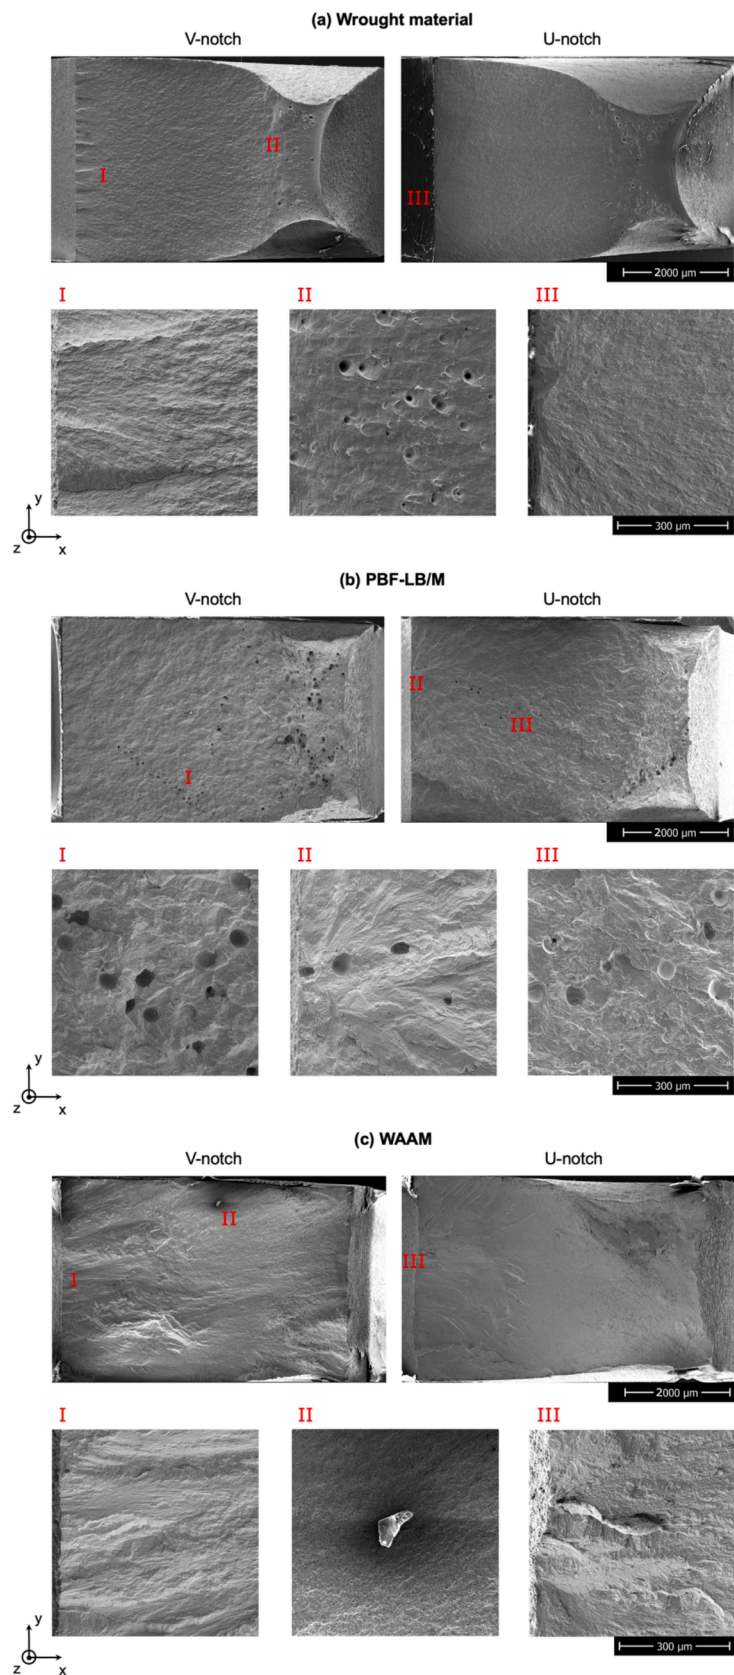 (a) Wrought material
V-notch
U-notch
I
II
III
2000 µm
I
II
III
y
z
x
300 µm
(b) PBF-LB/M
V-notch
U-notch
I
II
III
2000 µm
I
II
III
y
z
x
300 µm
(c) WAAM
V-notch
U-notch
I
II
III
2000 µm
I
II
III
y
z
x
300 µm